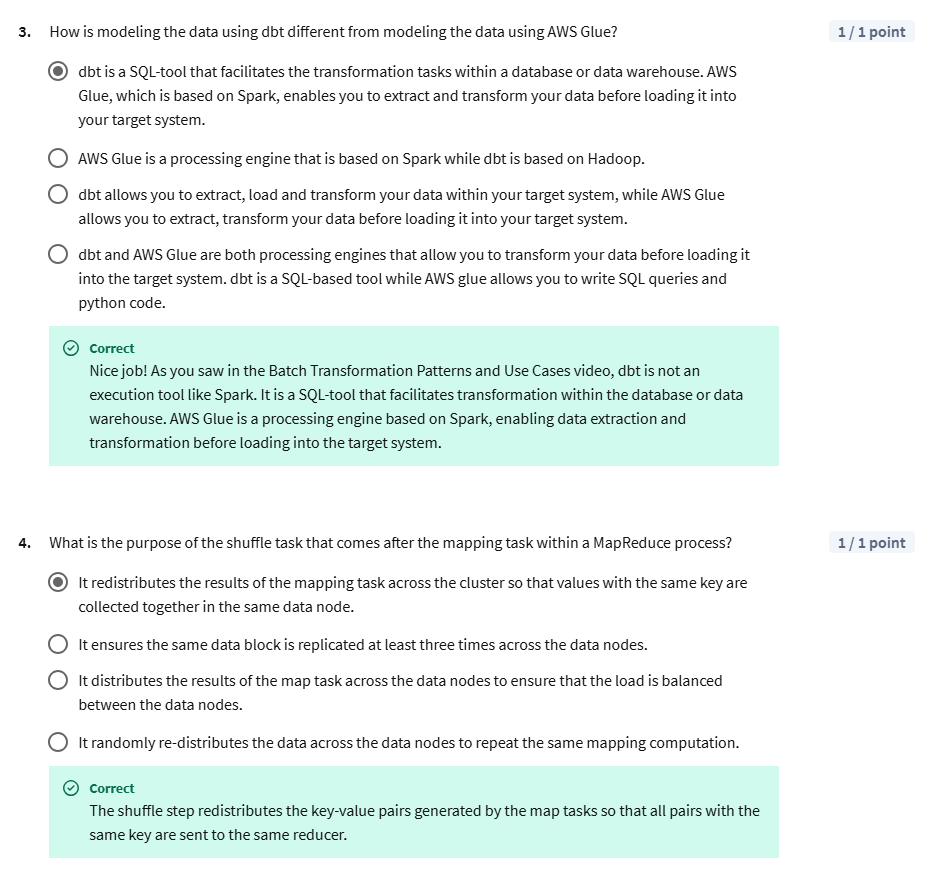 3. How is modeling the data using dbt different from modeling the data using AWS Glue? 1 / 1 point
dbt is a SQL-tool that facilitates the transformation tasks within a database or data warehouse. AWS
Glue, which is based on Spark, enables you to extract and transform your data before loading it into
your target system.
AWS Glue is a processing engine that is based on Spark while dbt is based on Hadoop.
dbt allows you to extract, load and transform your data within your target system, while AWS Glue
allows you to extract, transform your data before loading it into your target system.
dbt and AWS Glue are both processing engines that allow you to transform your data before loading it
into the target system. dbt is a SQL-based tool while AWS glue allows you to write SQL queries and
python code.
Correct
Nice job! As you saw in the Batch Transformation Patterns and Use Cases video, dbt is not an
execution tool like Spark. It is a SQL-tool that facilitates transformation within the database or data
warehouse. AWS Glue is a processing engine based on Spark, enabling data extraction and
transformation before loading into the target system.
4. What is the purpose of the shuffle task that comes after the mapping task within a MapReduce process? 1 / 1 point
It redistributes the results of the mapping task across the cluster so that values with the same key are
collected together in the same data node.
It ensures the same data block is replicated at least three times across the data nodes.
It distributes the results of the map task across the data nodes to ensure that the load is balanced
between the data nodes.
It randomly re-distributes the data across the data nodes to repeat the same mapping computation.
Correct
The shuffle step redistributes the key-value pairs generated by the map tasks so that all pairs with the
same key are sent to the same reducer.